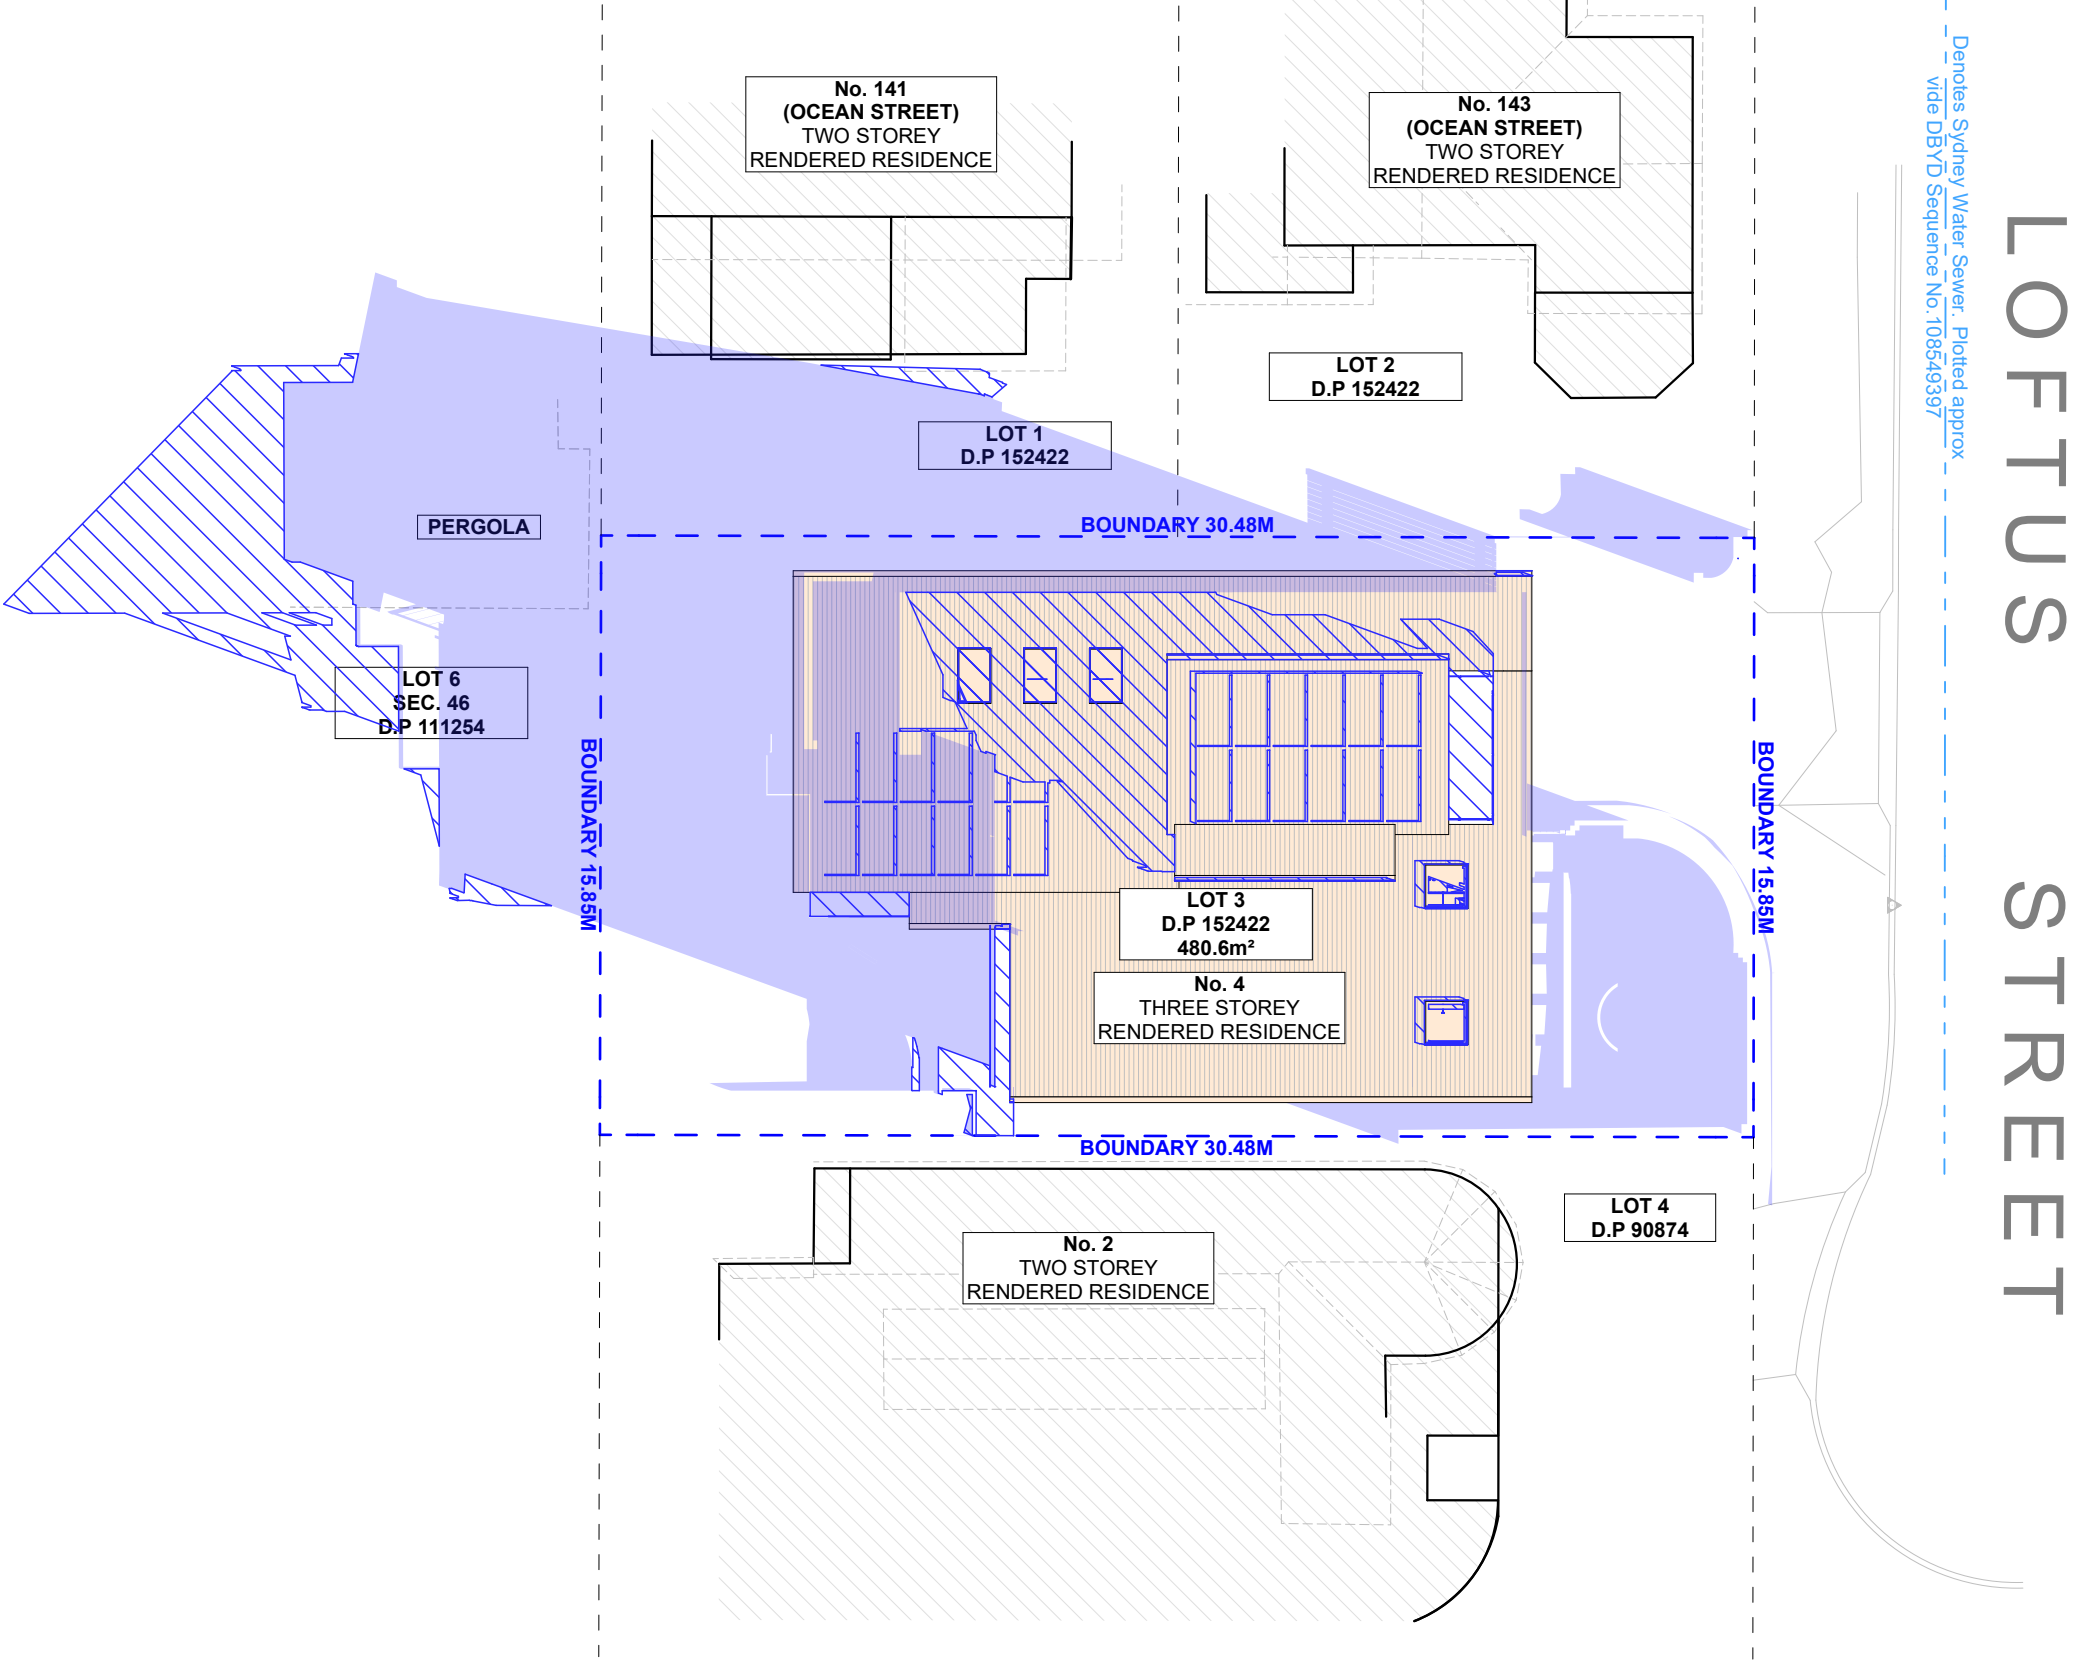 No. 141
(OCEAN STREET)
TWO STOREY
RENDERED RESIDENCE
No. 143
(OCEAN STREET)
TWO STOREY
RENDERED RESIDENCE
Denotes Sydney Water Sewer. Plotted approx
vide DBYD Sequence No.108549397
LOFTUS STREET
LOT 2
D.P 152422
LOT 1
D.P 152422
PERGOLA
BOUNDARY 30.48M
LOT 6
SEC. 46
D.P 111254
BOUNDARY 15.85M
BOUNDARY 15.85M
LOT 3
D.P 152422
480.6m²
No. 4
THREE STOREY
RENDERED RESIDENCE
BOUNDARY 30.48M
LOT 4
D.P 90874
No. 2
TWO STOREY
RENDERED RESIDENCE